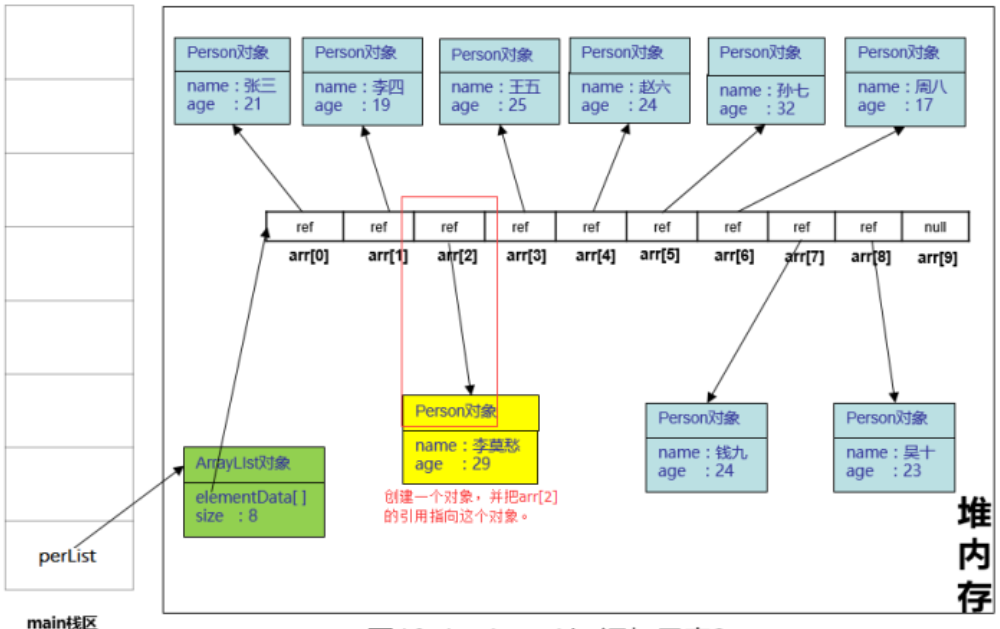 Person对象
name：张三
age ：21
Person对象
name：李四
age ：19
Person对象
name：王五
age ：25
Person对象
name：赵六
age ：24
Person对象
name：孙七
age ：32
Person对象
name：周八
age ：17
ref ref ref ref ref ref ref ref ref null
arr[0] arr[1] arr[2] arr[3] arr[4] arr[5] arr[6] arr[7] arr[8] arr[9]
Person对象
name：李莫愁
age ：29
创建一个对象，并把arr[2]
的引用指向这个对象。
Person对象
name：钱九
age ：24
Person对象
name：吴十
age ：23
ArrayList对象
elementData[ ]
size ：8
perList
main栈区
堆
内
存